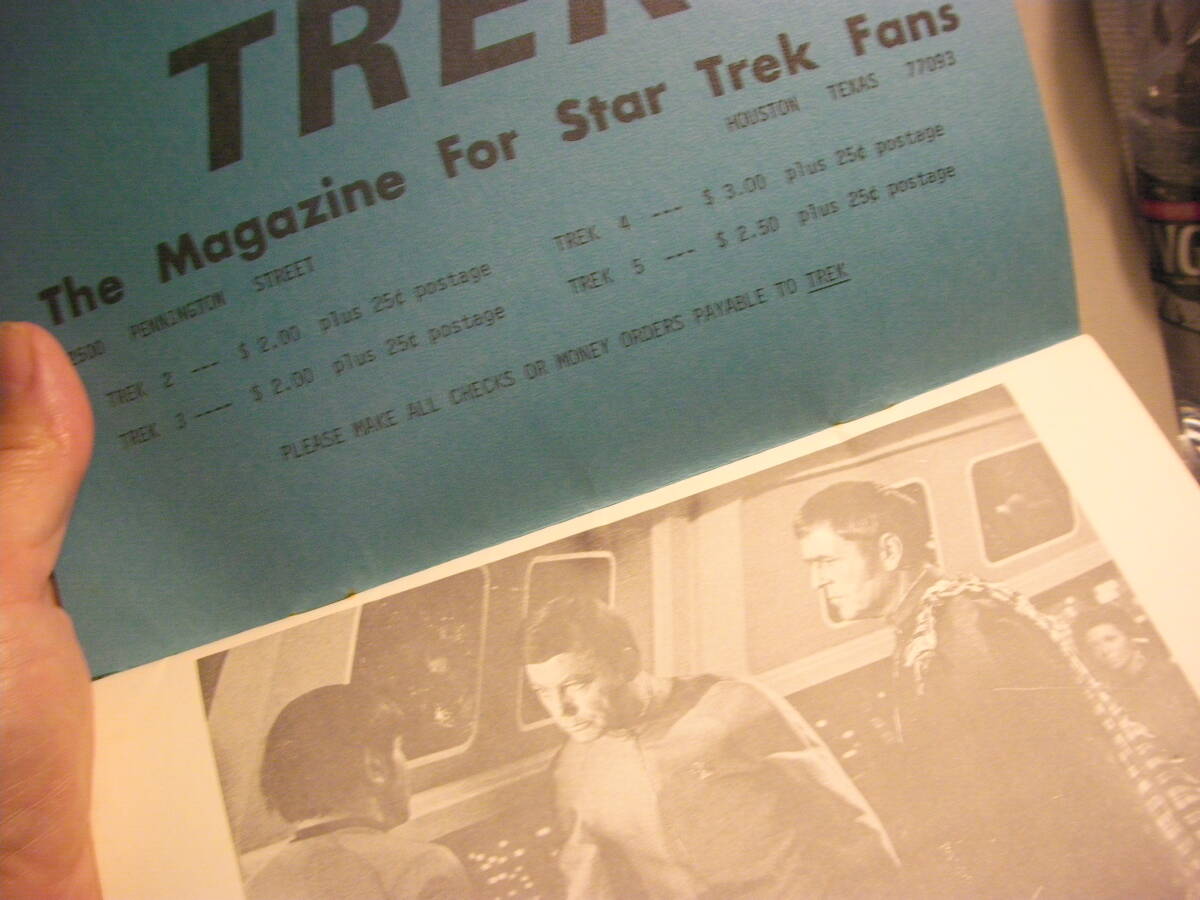 TREK
The Magazine For Star Trek Fans
2500 PENNINGTON STREET HOUSTON TEXAS 77093
TREK 2 --- $ 2.00 plus 25¢ postage TREK 4 --- $ 3.00 plus 25¢ postage
TREK 3 ---- $ 2.00 plus 25¢ postage TREK 5 --- $ 2.50 plus 25¢ postage
PLEASE MAKE ALL CHECKS OR MONEY ORDERS PAYABLE TO TREK